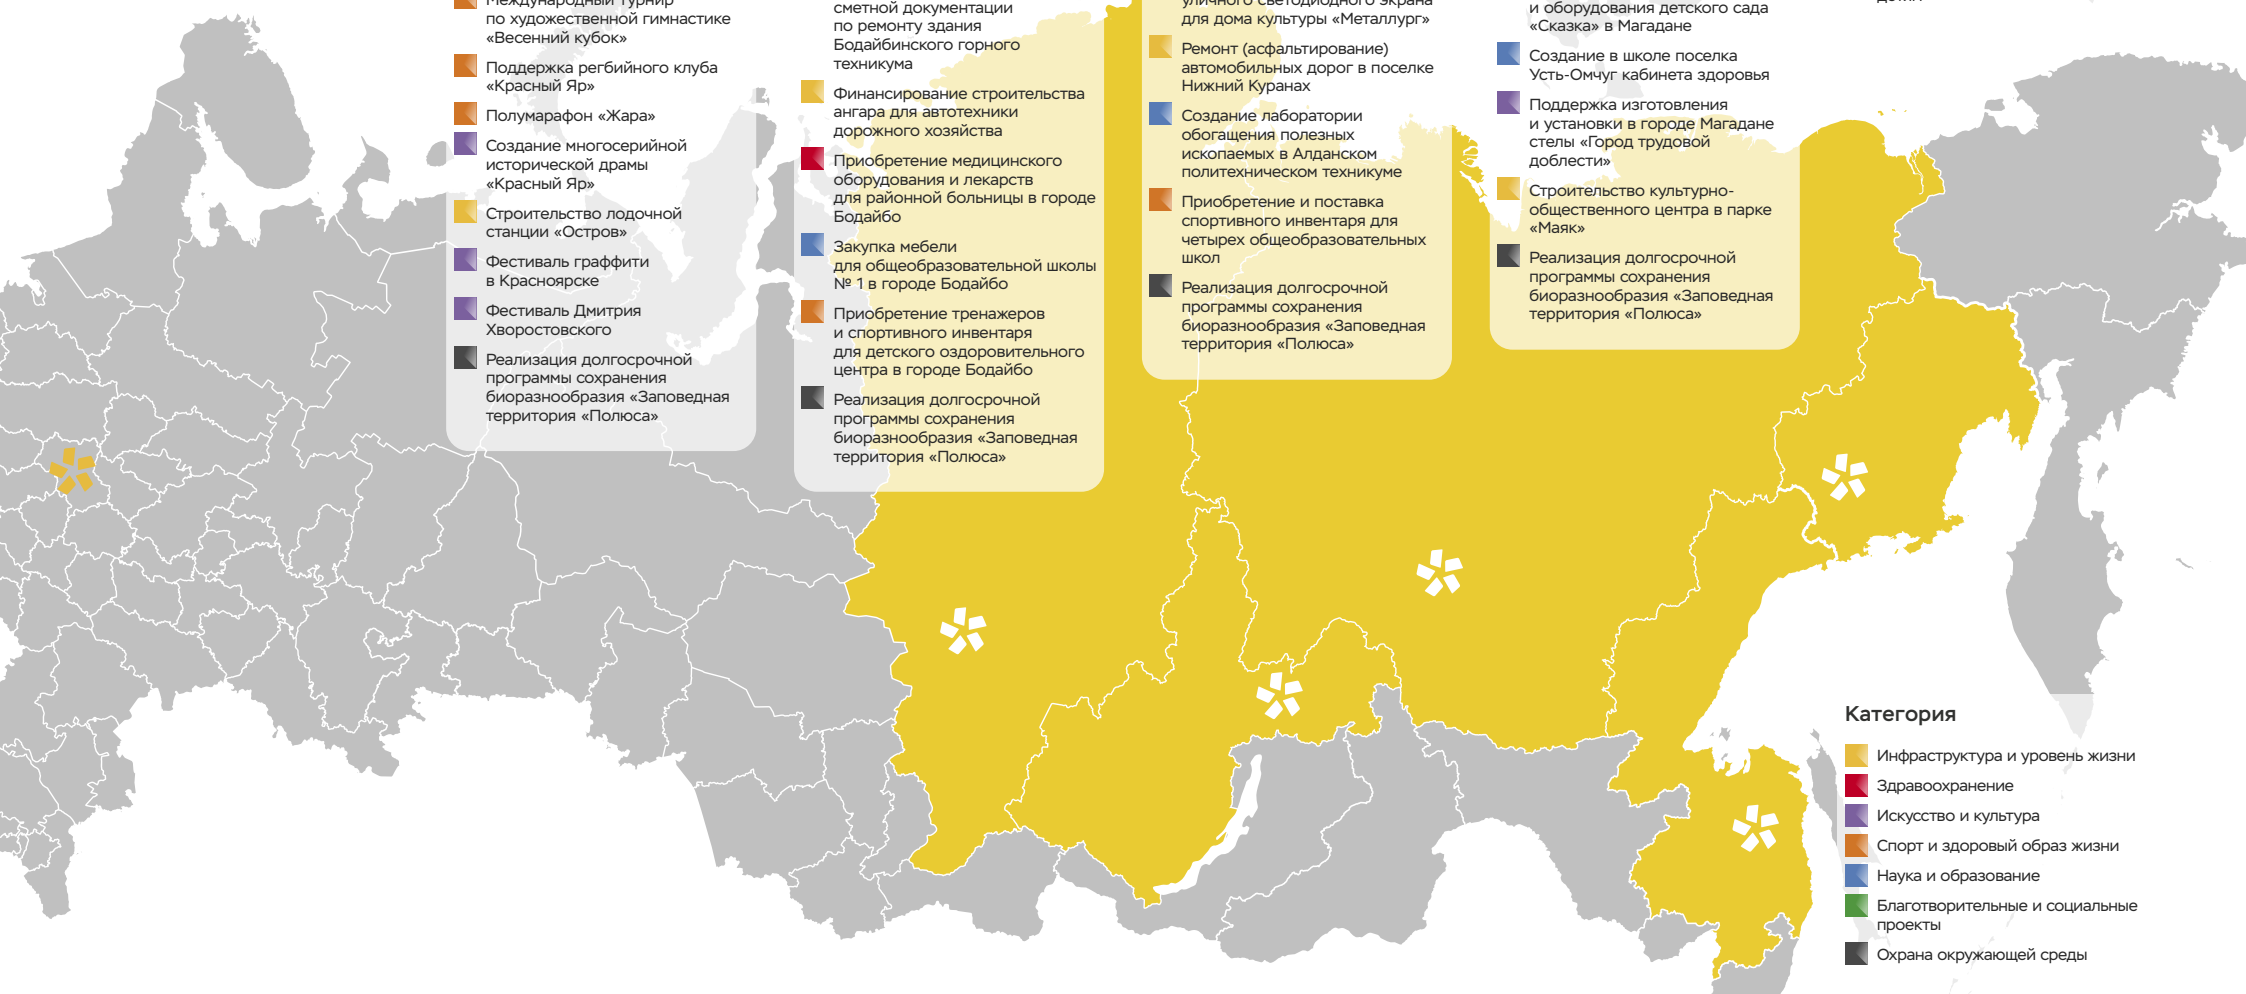 Международный турнир
по художественной гимнастике
«Весенний кубок»
Поддержка регбийного клуба
«Красный Яр»
Полумарафон «Жара»
Создание многосерийной
исторической драмы
«Красный Яр»
Строительство лодочной
станции «Остров»
Фестиваль граффити
в Красноярске
Фестиваль Дмитрия
Хворостовского
Реализация долгосрочной
программы сохранения
биоразнообразия «Заповедная
территория «Полюса»
сметной документации
по ремонту здания
Бодайбинского горного
техникума
Финансирование строительства
ангара для автотехники
дорожного хозяйства
Приобретение медицинского
оборудования и лекарств
для районной больницы в городе
Бодайбо
Закупка мебели
для общеобразовательной школы
№ 1 в городе Бодайбо
Приобретение тренажеров
и спортивного инвентаря
для детского оздоровительного
центра в городе Бодайбо
Реализация долгосрочной
программы сохранения
биоразнообразия «Заповедная
территория «Полюса»
уличного светодиодного экрана
для дома культуры «Металлург»
Ремонт (асфальтирование)
автомобильных дорог в поселке
Нижний Куранах
Создание лаборатории
обогащения полезных
ископаемых в Алданском
политехническом техникуме
Приобретение и поставка
спортивного инвентаря для
четырех общеобразовательных
школ
Реализация долгосрочной
программы сохранения
биоразнообразия «Заповедная
территория «Полюса»
и оборудования детского сада
«Сказка» в Магадане
Создание в школе поселка
Усть-Омчуг кабинета здоровья
Поддержка изготовления
и установки в городе Магадане
стелы «Город трудовой
доблести»
Строительство культурно-
общественного центра в парке
«Маяк»
Реализация долгосрочной
программы сохранения
биоразнообразия «Заповедная
территория «Полюса»
Категория
Инфраструктура и уровень жизни
Здравоохранение
Искусство и культура
Спорт и здоровый образ жизни
Наука и образование
Благотворительные и социальные
проекты
Охрана окружающей среды